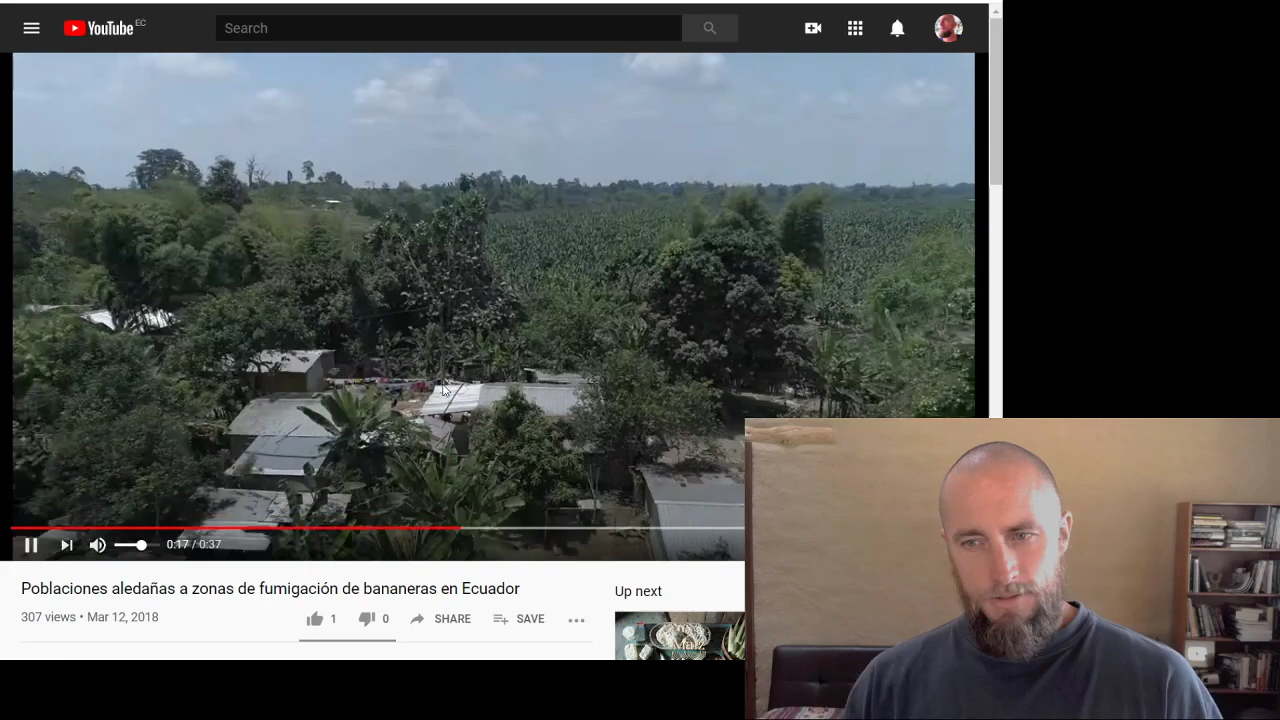 YouTube EC
Search
0:17 / 0:37
Poblaciones aledañas a zonas de fumigación de bananeras en Ecuador
307 views • Mar 12, 2018
1
0
SHARE
SAVE
Up next